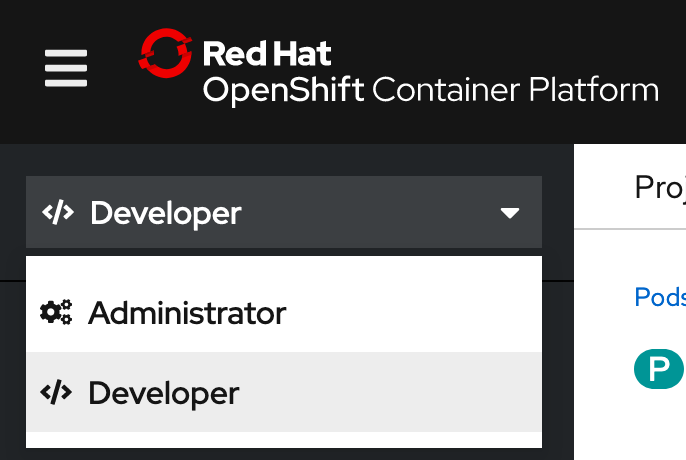 Red Hat
OpenShift Container Platform
</> Developer
Administrator
</> Developer
Pods
P